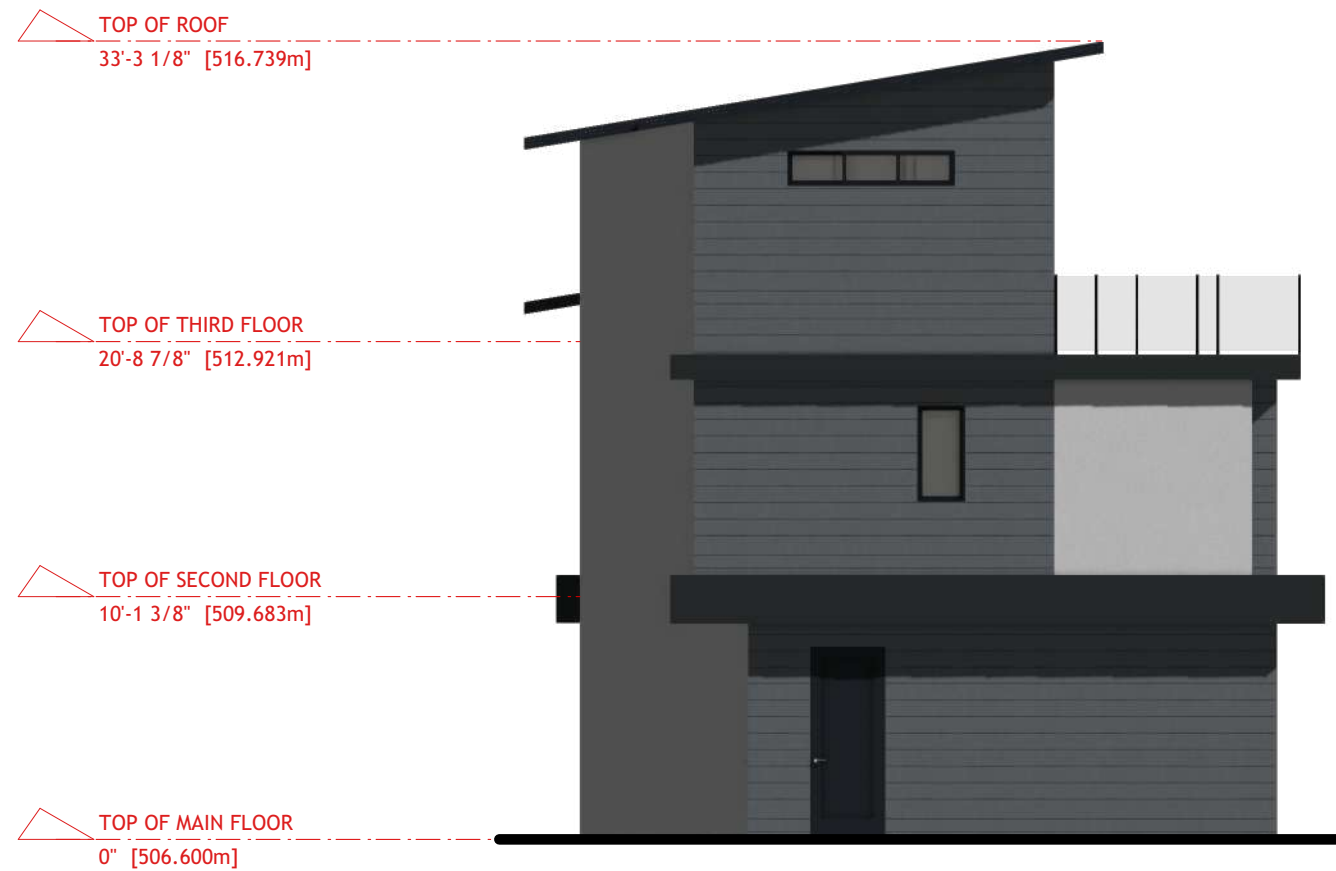 TOP OF ROOF
33'-3 1/8" [516.739m]
TOP OF THIRD FLOOR
20'-8 7/8" [512.921m]
TOP OF SECOND FLOOR
10'-1 3/8" [509.683m]
TOP OF MAIN FLOOR
0" [506.600m]